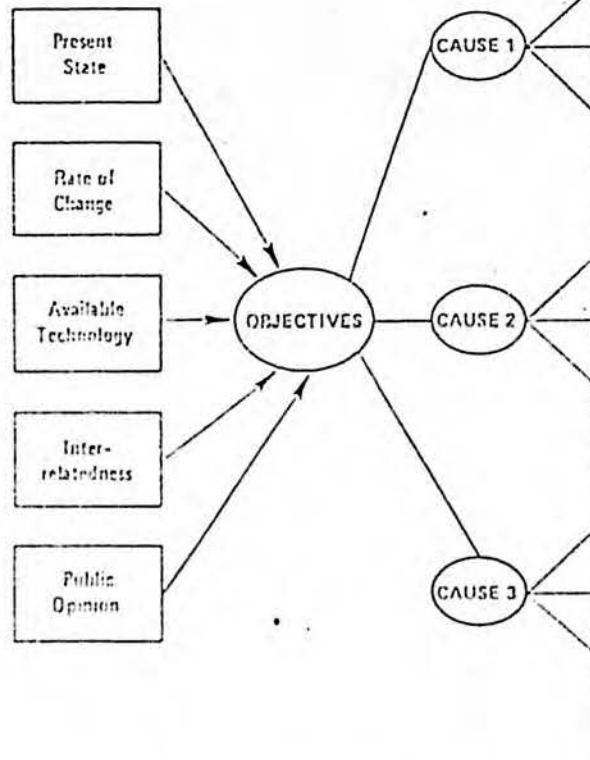 Present
State
Rate of
Change
Available
Technology
Inter-
relatedness
Public
Opinion
OBJECTIVES
CAUSE 1
CAUSE 2
CAUSE 3